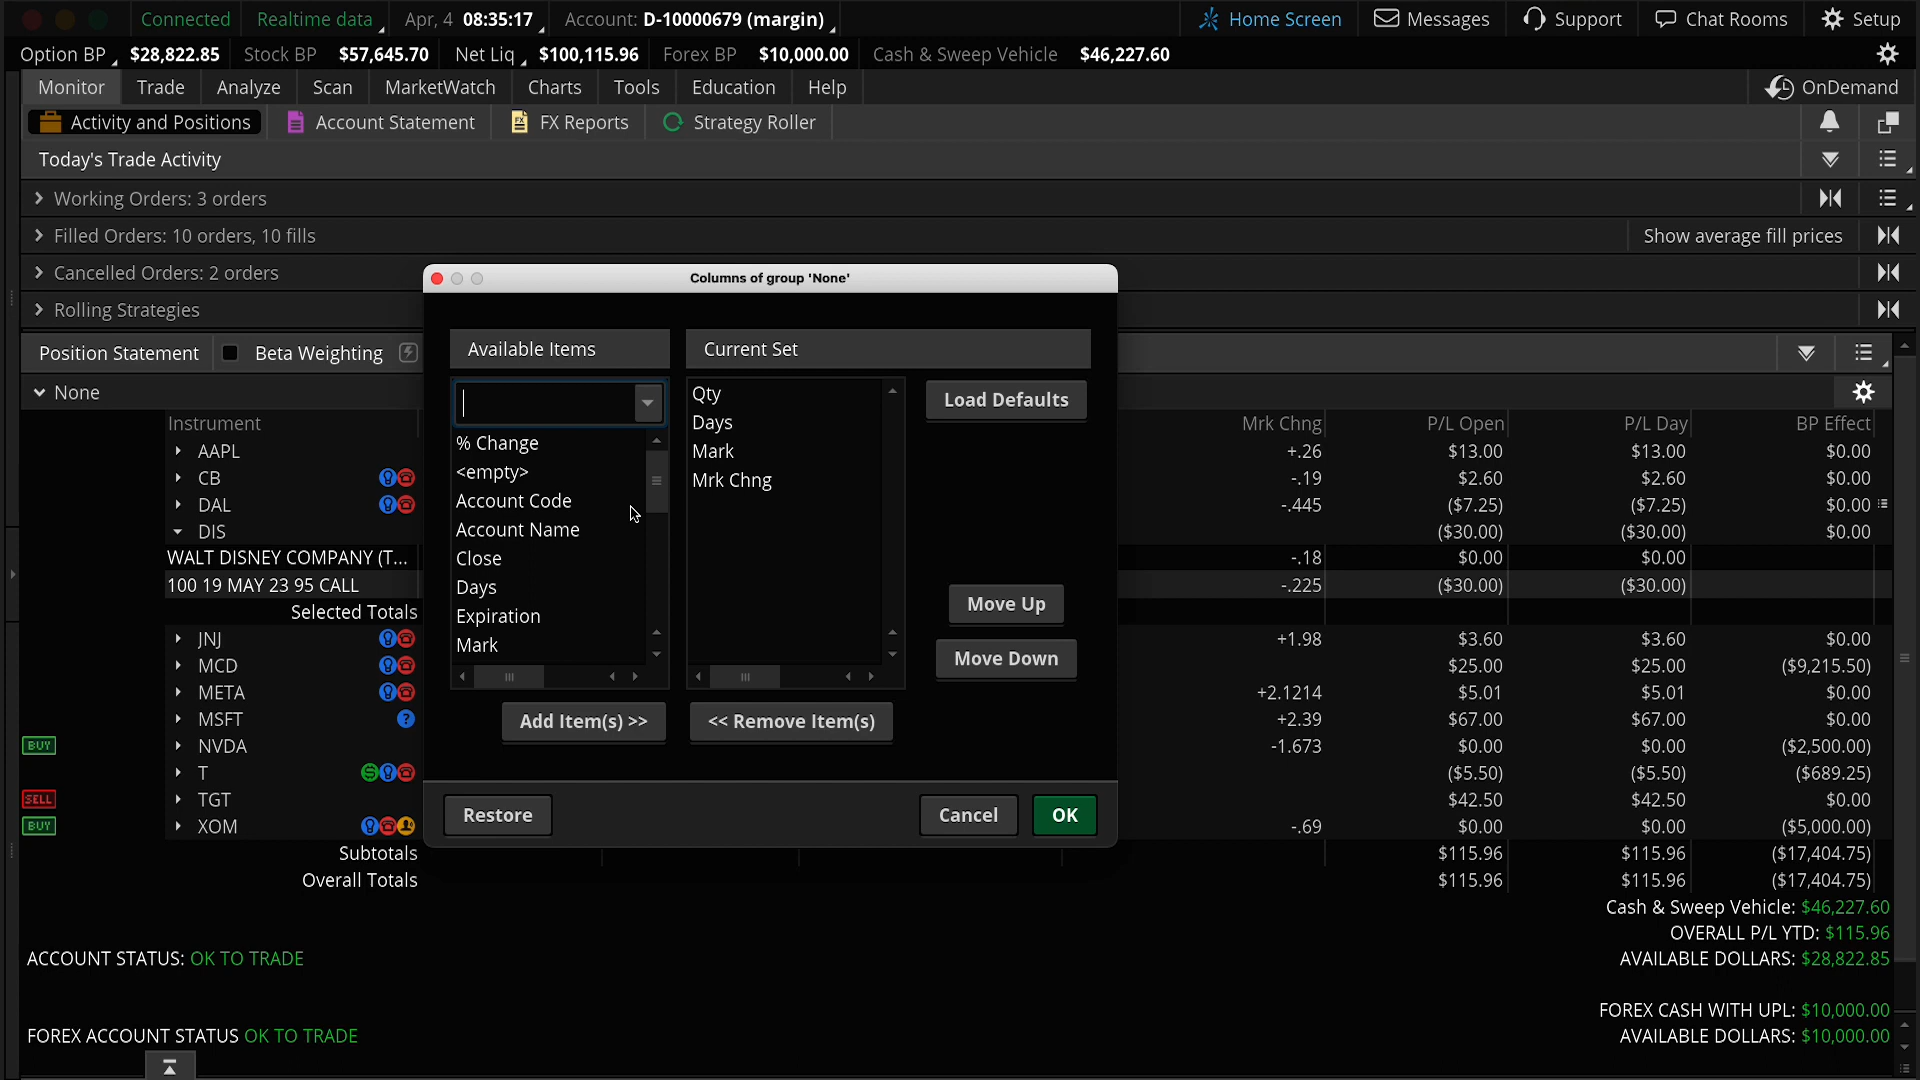 Connected Realtime data Apr, 4 08:35:17 Account: D-10000679 (margin) Home Screen Messages Support Chat Rooms Setup
Option BP $28,822.85 Stock BP $57,645.70 Net Liq $100,115.96 Forex BP $10,000.00 Cash & Sweep Vehicle $46,227.60
Monitor Trade Analyze Scan MarketWatch Charts Tools Education Help OnDemand
Activity and Positions Account Statement FX Reports Strategy Roller
Today's Trade Activity
Working Orders: 3 orders
Filled Orders: 10 orders, 10 fills Show average fill prices
Cancelled Orders: 2 orders
Rolling Strategies
Position Statement Beta Weighting
None
Instrument Mrk Chng P/L Open P/L Day BP Effect
AAPL +.26 $13.00 $13.00 $0.00
CB -.19 $2.60 $2.60 $0.00
DAL -.445 ($7.25) ($7.25) $0.00
DIS ($30.00) ($30.00) $0.00
WALT DISNEY COMPANY (T... -.18 $0.00 $0.00
100 19 MAY 23 95 CALL -.225 ($30.00) ($30.00)
Selected Totals
JNJ +1.98 $3.60 $3.60 $0.00
MCD $25.00 $25.00 ($9,215.50)
META +2.1214 $5.01 $5.01 $0.00
MSFT ? +2.39 $67.00 $67.00 $0.00
BUY NVDA -1.673 $0.00 $0.00 ($2,500.00)
T ($5.50) ($5.50) ($689.25)
SELL TGT $42.50 $42.50 $0.00
BUY XOM -.69 $0.00 $0.00 ($5,000.00)
Subtotals $115.96 $115.96 ($17,404.75)
Overall Totals $115.96 $115.96 ($17,404.75)
Cash & Sweep Vehicle: $46,227.60
OVERALL P/L YTD: $115.96
ACCOUNT STATUS: OK TO TRADE AVAILABLE DOLLARS: $28,822.85
FOREX CASH WITH UPL: $10,000.00
FOREX ACCOUNT STATUS OK TO TRADE AVAILABLE DOLLARS: $10,000.00
Columns of group 'None'
Available Items Current Set
% Change
<empty>
Account Code
Account Name
Close
Days
Expiration
Mark
Qty
Days
Mark
Mrk Chng
Load Defaults
Move Up
Move Down
Add Item(s) >> << Remove Item(s)
Restore Cancel OK